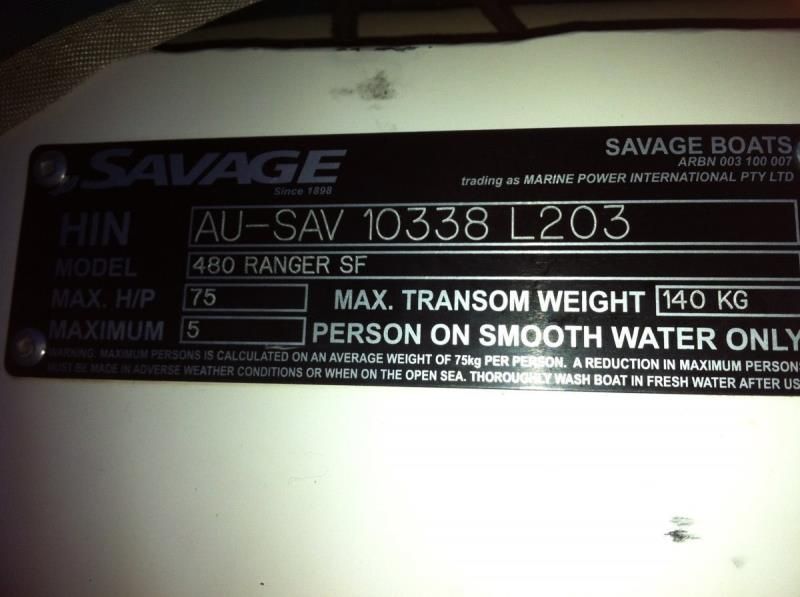 SAVAGE
Since 1898
SAVAGE BOATS
ARBN 003 100 007
trading as MARINE POWER INTERNATIONAL PTY LTD
HIN AU-SAV 10338 L203
MODEL 480 RANGER SF
MAX. H/P 75 MAX. TRANSOM WEIGHT 140 KG
MAXIMUM 5 PERSON ON SMOOTH WATER ONLY
WARNING: MAXIMUM PERSONS IS CALCULATED ON AN AVERAGE WEIGHT OF 75kg PER PERSON. A REDUCTION IN MAXIMUM PERSONS
MUST BE MADE IN ADVERSE WEATHER CONDITIONS OR WHEN ON THE OPEN SEA. THOROUGHLY WASH BOAT IN FRESH WATER AFTER US